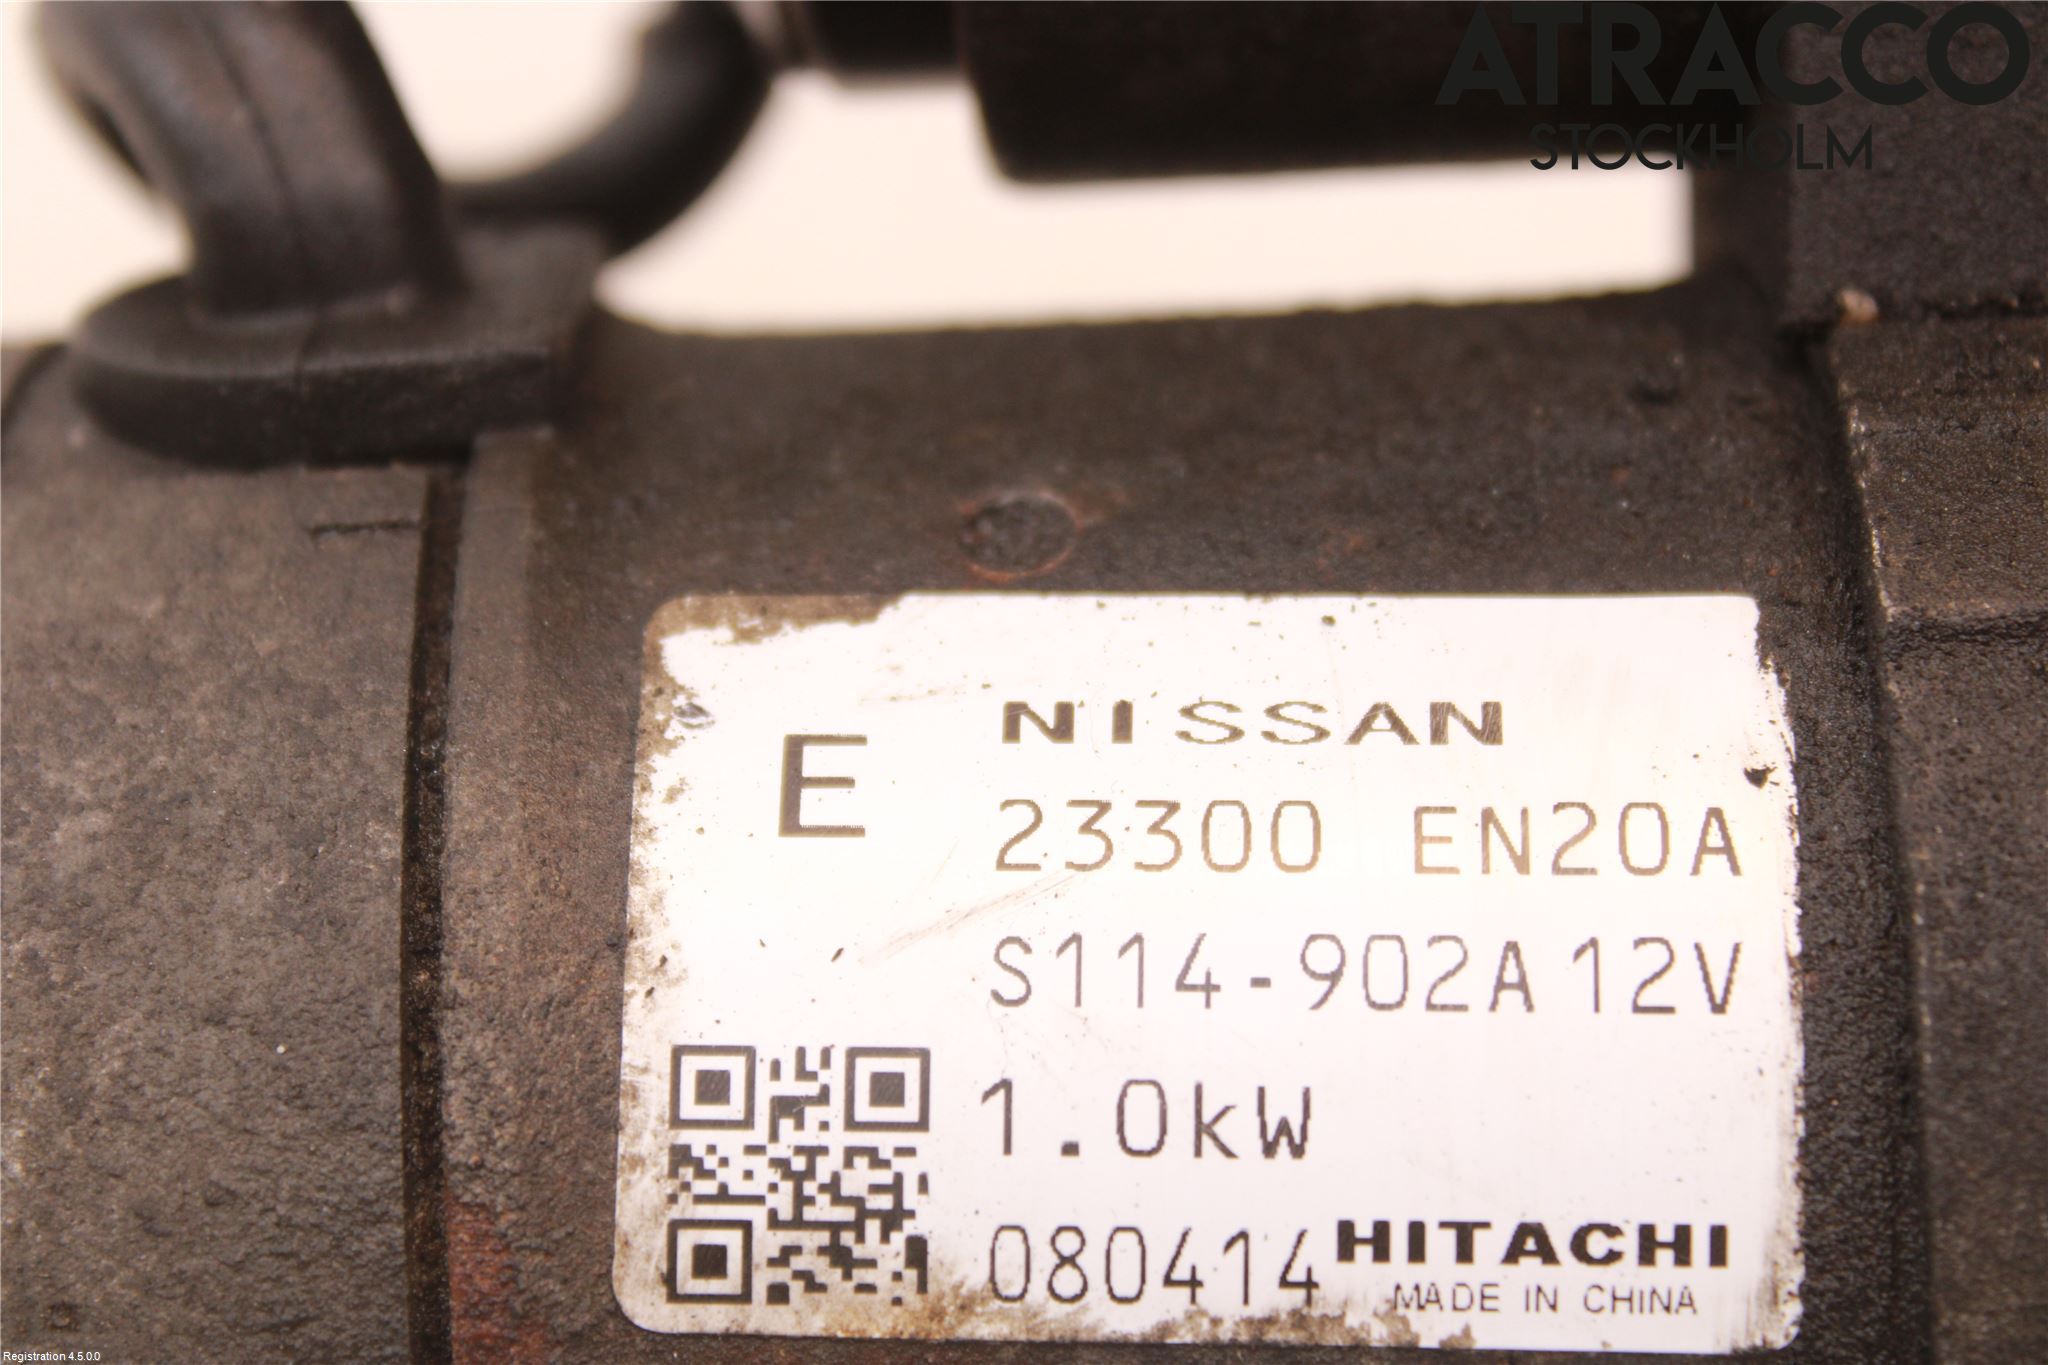 ATRACCO
STOCKHOLM
E
NISSAN
23300 EN20A
S114-902A 12V
1.0kW
080414 HITACHI
MADE IN CHINA
Registration 4.5.0.0